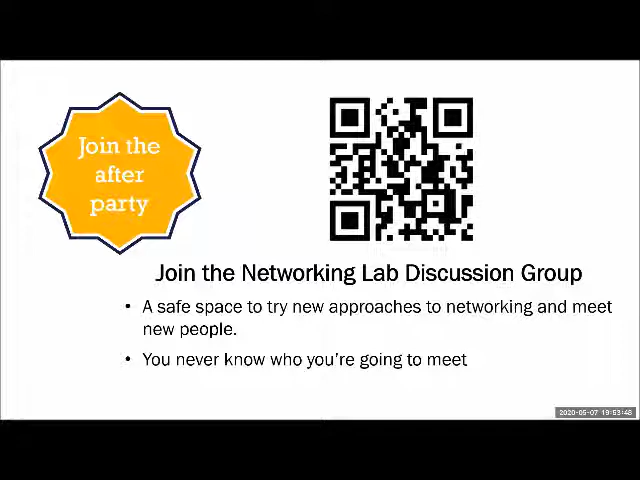 Join the
after
party
Join the Networking Lab Discussion Group
• A safe space to try new approaches to networking and meet
new people.
• You never know who you're going to meet
2020-05-07 19:53:48